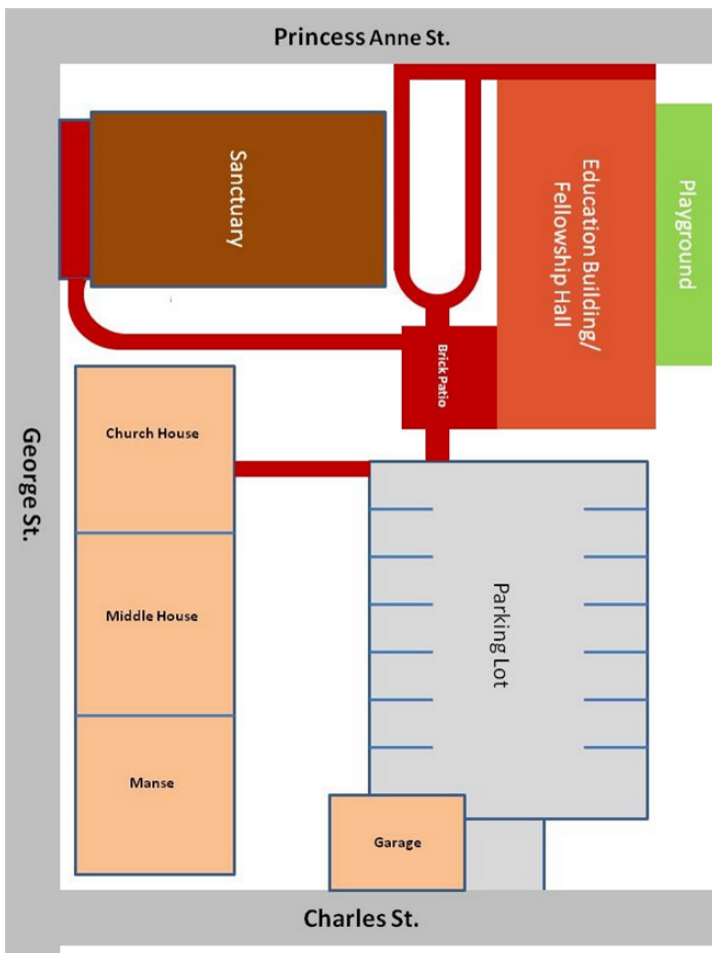 Princess Anne St.
Sanctuary
Education Building/
Fellowship Hall
Playground
Brick Patio
George St.
Church House
Middle House
Manse
Parking Lot
Garage
Charles St.